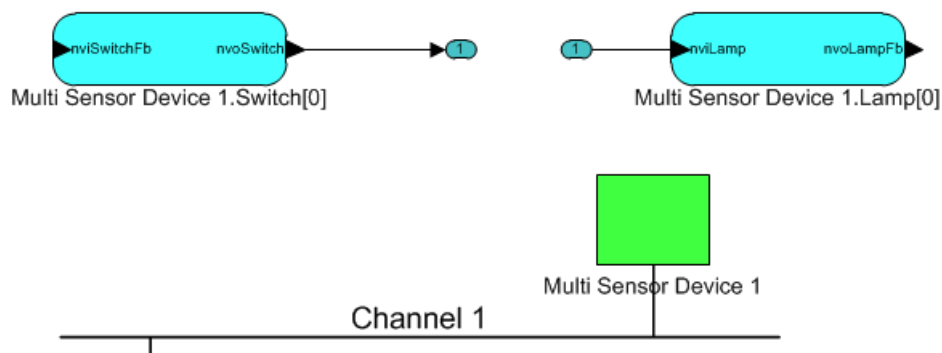 nviSwitchFb nvoSwitch 1 1 nviLamp nvoLampFb
Multi Sensor Device 1.Switch[0] Multi Sensor Device 1.Lamp[0]
Multi Sensor Device 1
Channel 1